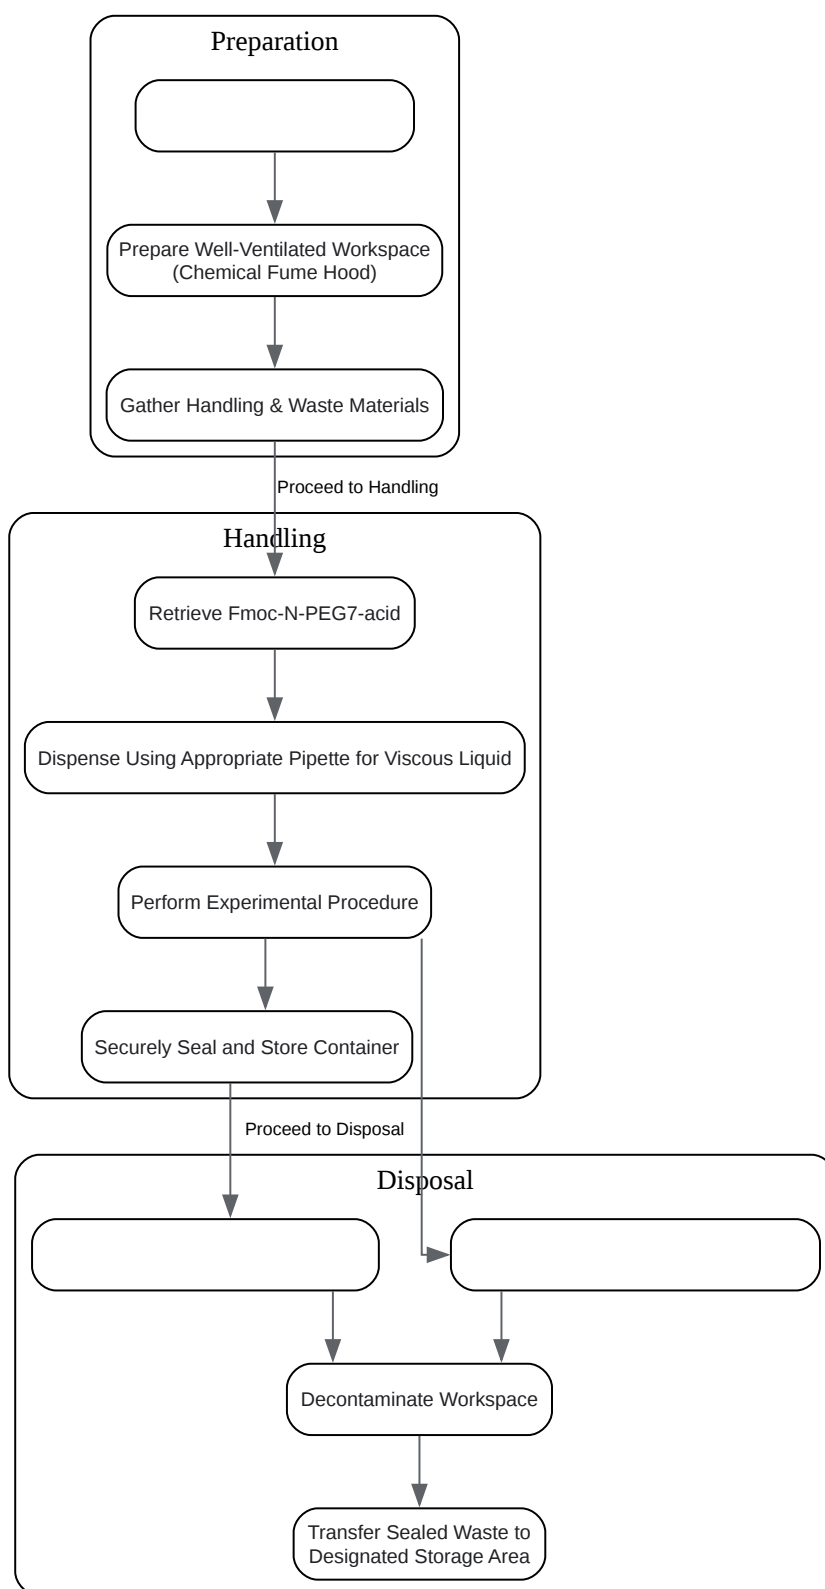 Preparation
Prepare Well-Ventilated Workspace
(Chemical Fume Hood)
Gather Handling & Waste Materials
Proceed to Handling
Handling
Retrieve Fmoc-N-PEG7-acid
Dispense Using Appropriate Pipette for Viscous Liquid
Perform Experimental Procedure
Securely Seal and Store Container
Proceed to Disposal
Disposal
Decontaminate Workspace
Transfer Sealed Waste to
Designated Storage Area